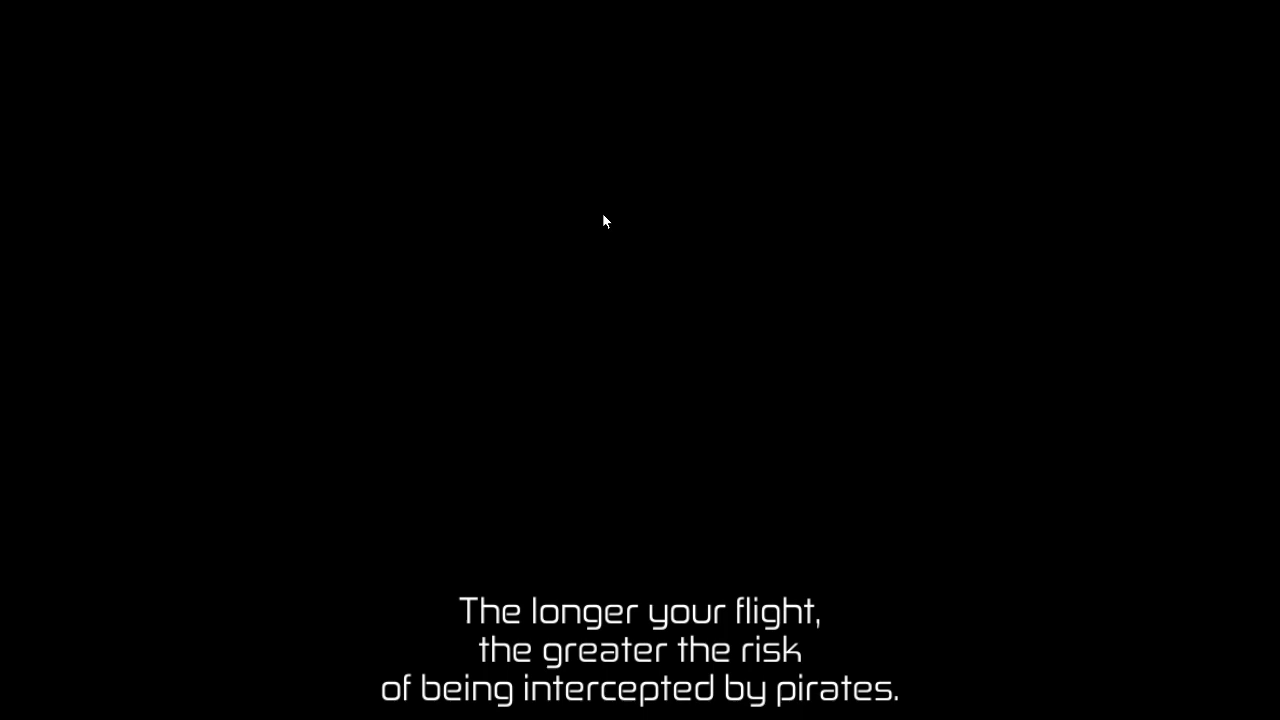 The longer your flight,
the greater the risk
of being intercepted by pirates.